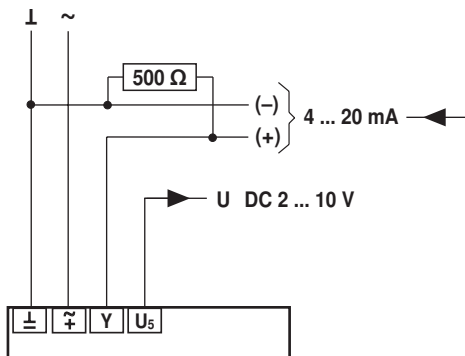 ⊥ ~
500 Ω
(–)
(+)
4 ... 20 mA
U DC 2 ... 10 V
⊥ ~+ Y U5